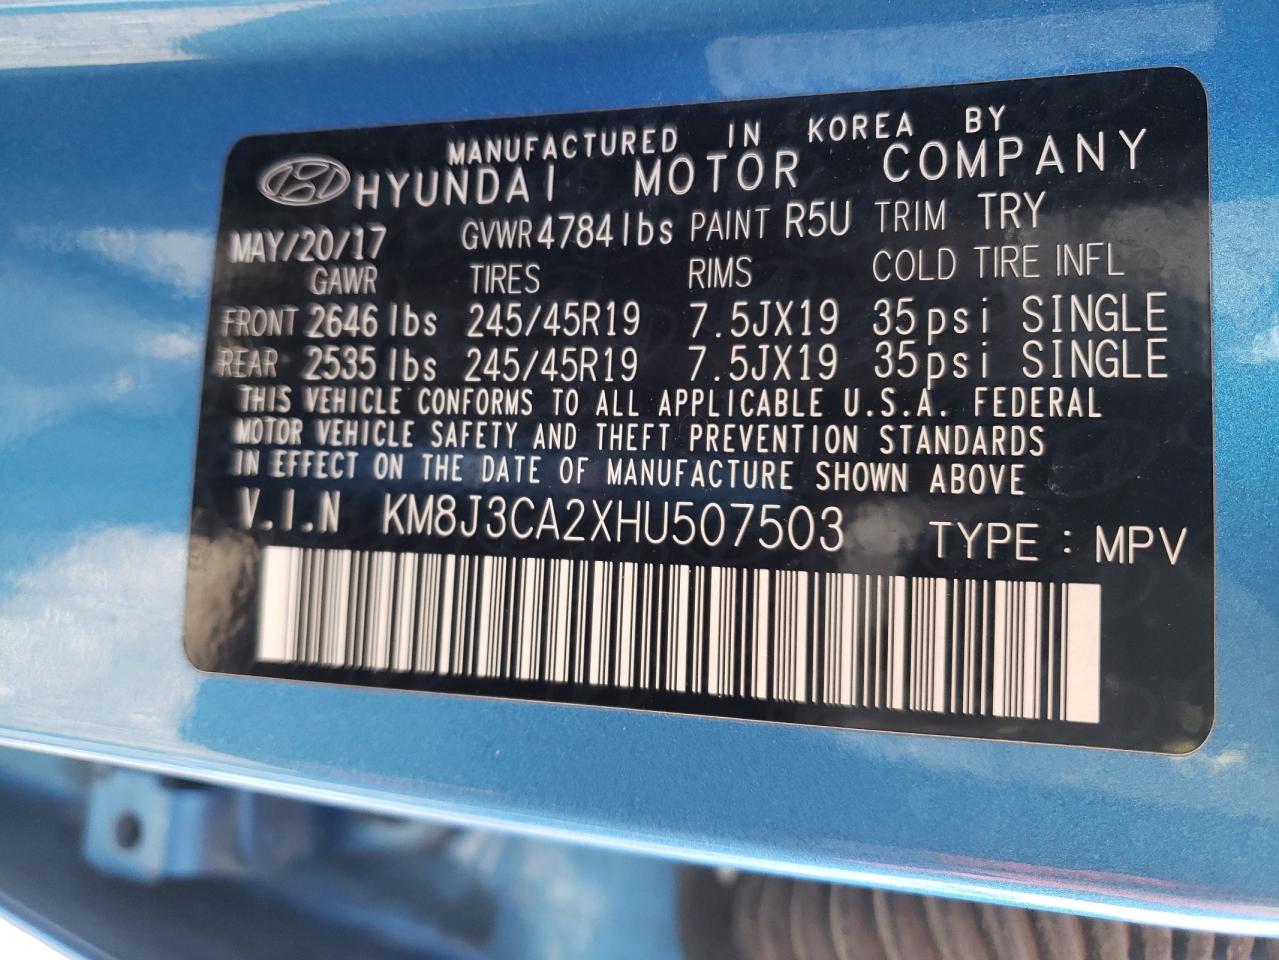 MANUFACTURED IN KOREA BY
HYUNDAI MOTOR COMPANY
MAY/20/17 GVWR 4784 lbs PAINT R5U TRIM TRY
GAWR TIRES RIMS COLD TIRE INFL
FRONT 2646 lbs 245/45R19 7.5JX19 35psi SINGLE
REAR 2535 lbs 245/45R19 7.5JX19 35psi SINGLE
THIS VEHICLE CONFORMS TO ALL APPLICABLE U.S.A. FEDERAL
MOTOR VEHICLE SAFETY AND THEFT PREVENTION STANDARDS
IN EFFECT ON THE DATE OF MANUFACTURE SHOWN ABOVE
V.I.N KM8J3CA2XHU507503 TYPE : MPV